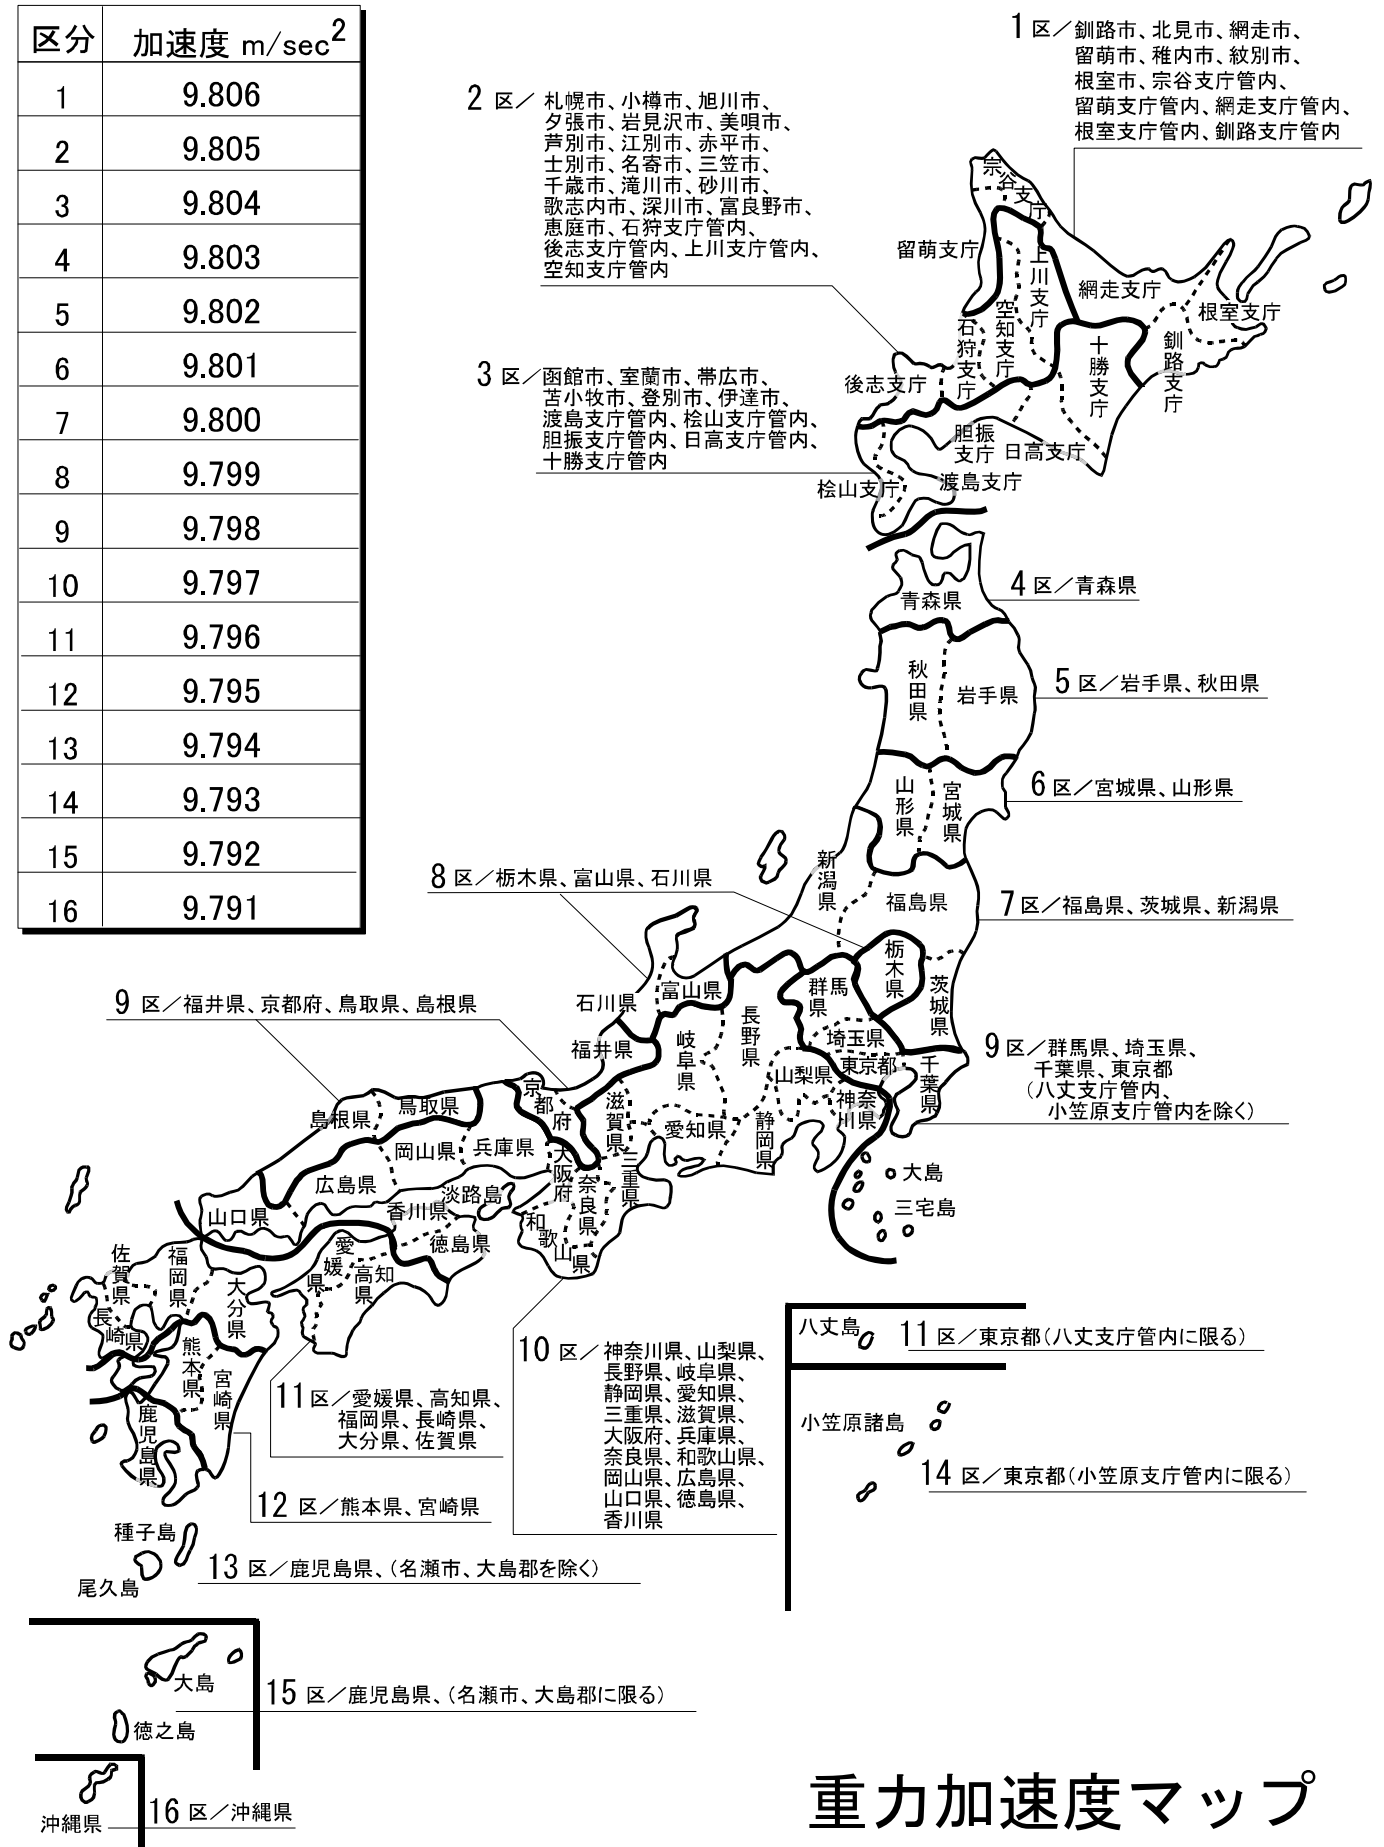 区分 加速度 m/sec2
1 9.806
2 9.805
3 9.804
4 9.803
5 9.802
6 9.801
7 9.800
8 9.799
9 9.798
10 9.797
11 9.796
12 9.795
13 9.794
14 9.793
15 9.792
16 9.791
1 区／釧路市、北見市、網走市、
留萌市、稚内市、紋別市、
根室市、宗谷支庁管内、
留萌支庁管内、網走支庁管内、
根室支庁管内、釧路支庁管内
2 区／札幌市、小樽市、旭川市、
夕張市、岩見沢市、美唄市、
芦別市、江別市、赤平市、
士別市、名寄市、三笠市、
千歳市、滝川市、砂川市、
歌志内市、深川市、富良野市、
恵庭市、石狩支庁管内、
後志支庁管内、上川支庁管内、
空知支庁管内
3 区／函館市、室蘭市、帯広市、
苫小牧市、登別市、伊達市、
渡島支庁管内、桧山支庁管内、
胆振支庁管内、日高支庁管内、
十勝支庁管内
宗谷支庁
留萌支庁
上川支庁
網走支庁
根室支庁
空知支庁
石狩支庁
十勝支庁
釧路支庁
後志支庁
胆振
支庁
日高支庁
桧山支庁
渡島支庁
4 区／青森県
青森県
5 区／岩手県、秋田県
秋田県
岩手県
6 区／宮城県、山形県
山形県
宮城県
7 区／福島県、茨城県、新潟県
新潟県
福島県
8 区／栃木県、富山県、石川県
栃木県
茨城県
群馬
県
富山県
石川県
長野県
埼玉県
岐阜県
福井県
東京都
山梨県
千葉県
神奈
川県
9 区／福井県、京都府、鳥取県、島根県
9 区／群馬県、埼玉県、
千葉県、東京都
(八丈支庁管内、
小笠原支庁管内を除く)
京都府
滋賀県
愛知県
静岡県
鳥取県
島根県
岡山県
兵庫県
大阪府
奈良県
三重県
広島県
淡路島
香川県
山口県
和歌山県
徳島県
愛媛県
高知
県
大島
三宅島
佐賀県
福岡県
大分県
長崎県
熊本県
宮崎県
鹿児島県
八丈島
11 区／東京都(八丈支庁管内に限る)
小笠原諸島
14 区／東京都(小笠原支庁管内に限る)
10 区／神奈川県、山梨県、
長野県、岐阜県、
静岡県、愛知県、
三重県、滋賀県、
大阪府、兵庫県、
奈良県、和歌山県、
岡山県、広島県、
山口県、徳島県、
香川県
11 区／愛媛県、高知県、
福岡県、長崎県、
大分県、佐賀県
12 区／熊本県、宮崎県
種子島
尾久島
13 区／鹿児島県、(名瀬市、大島郡を除く)
大島
15 区／鹿児島県、(名瀬市、大島郡に限る)
徳之島
沖縄県
16 区／沖縄県
重力加速度マップ